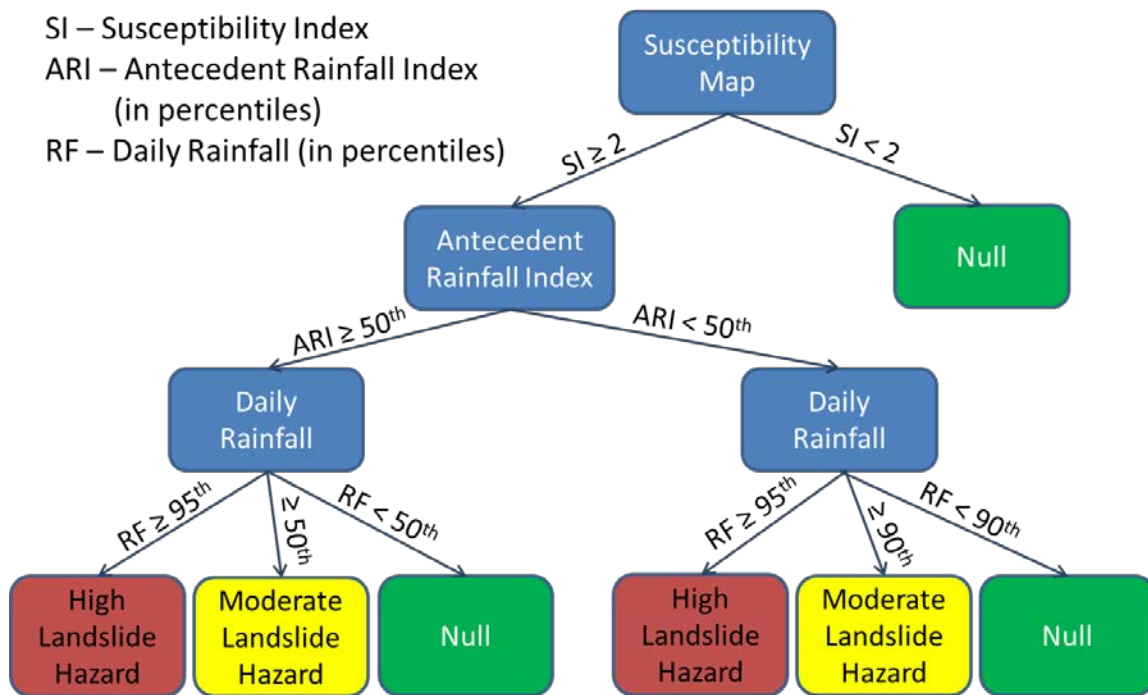 SI – Susceptibility Index
ARI – Antecedent Rainfall Index
(in percentiles)
RF – Daily Rainfall (in percentiles)
Susceptibility
Map
SI ≥ 2
SI < 2
Antecedent
Rainfall Index
Null
ARI ≥ 50th
ARI < 50th
Daily
Rainfall
Daily
Rainfall
RF ≥ 95th
≥ 50th
RF < 50th
RF ≥ 95th
≥ 90th
RF < 90th
High
Landslide
Hazard
Moderate
Landslide
Hazard
Null
High
Landslide
Hazard
Moderate
Landslide
Hazard
Null